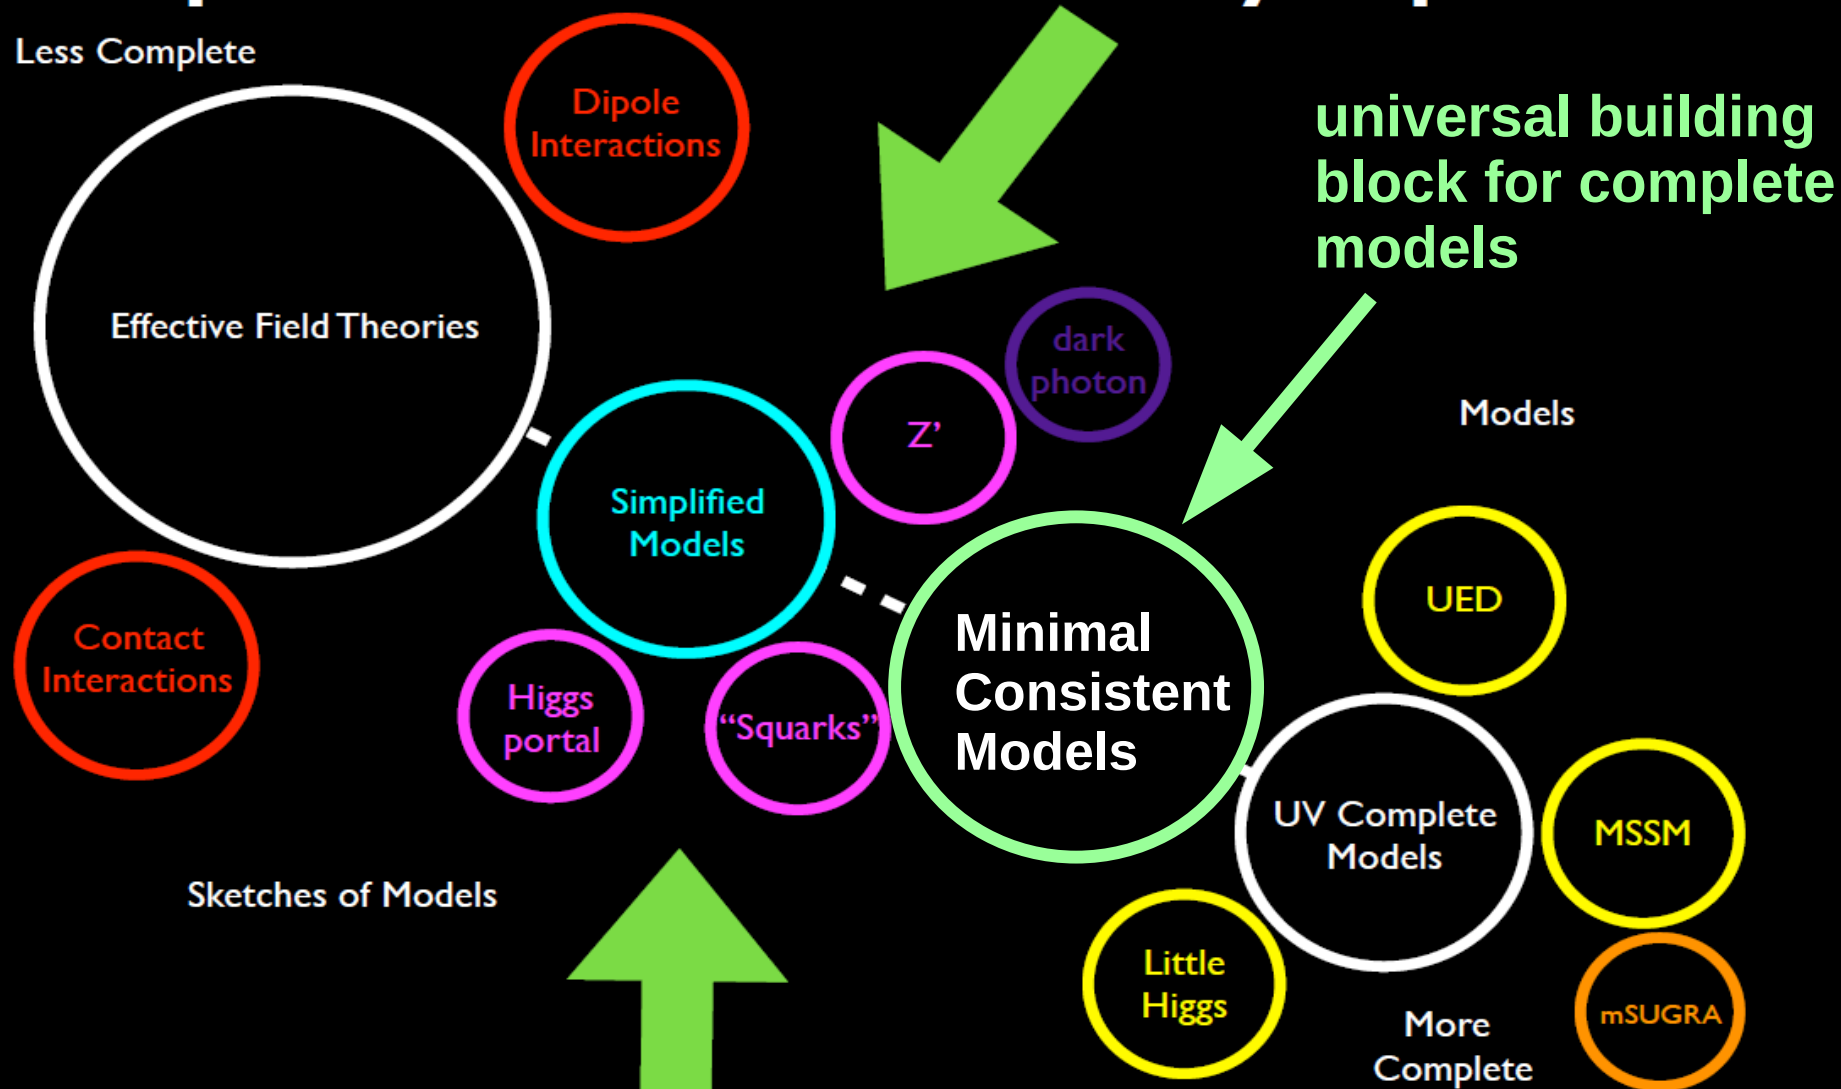 Less Complete
Dipole
Interactions
universal building
block for complete
models
Effective Field Theories
dark
photon
Z’
Models
Simplified
Models
UED
Contact
Interactions
Higgs
portal
“Squarks”
Minimal
Consistent
Models
UV Complete
Models
MSSM
Sketches of Models
Little
Higgs
mSUGRA
More
Complete